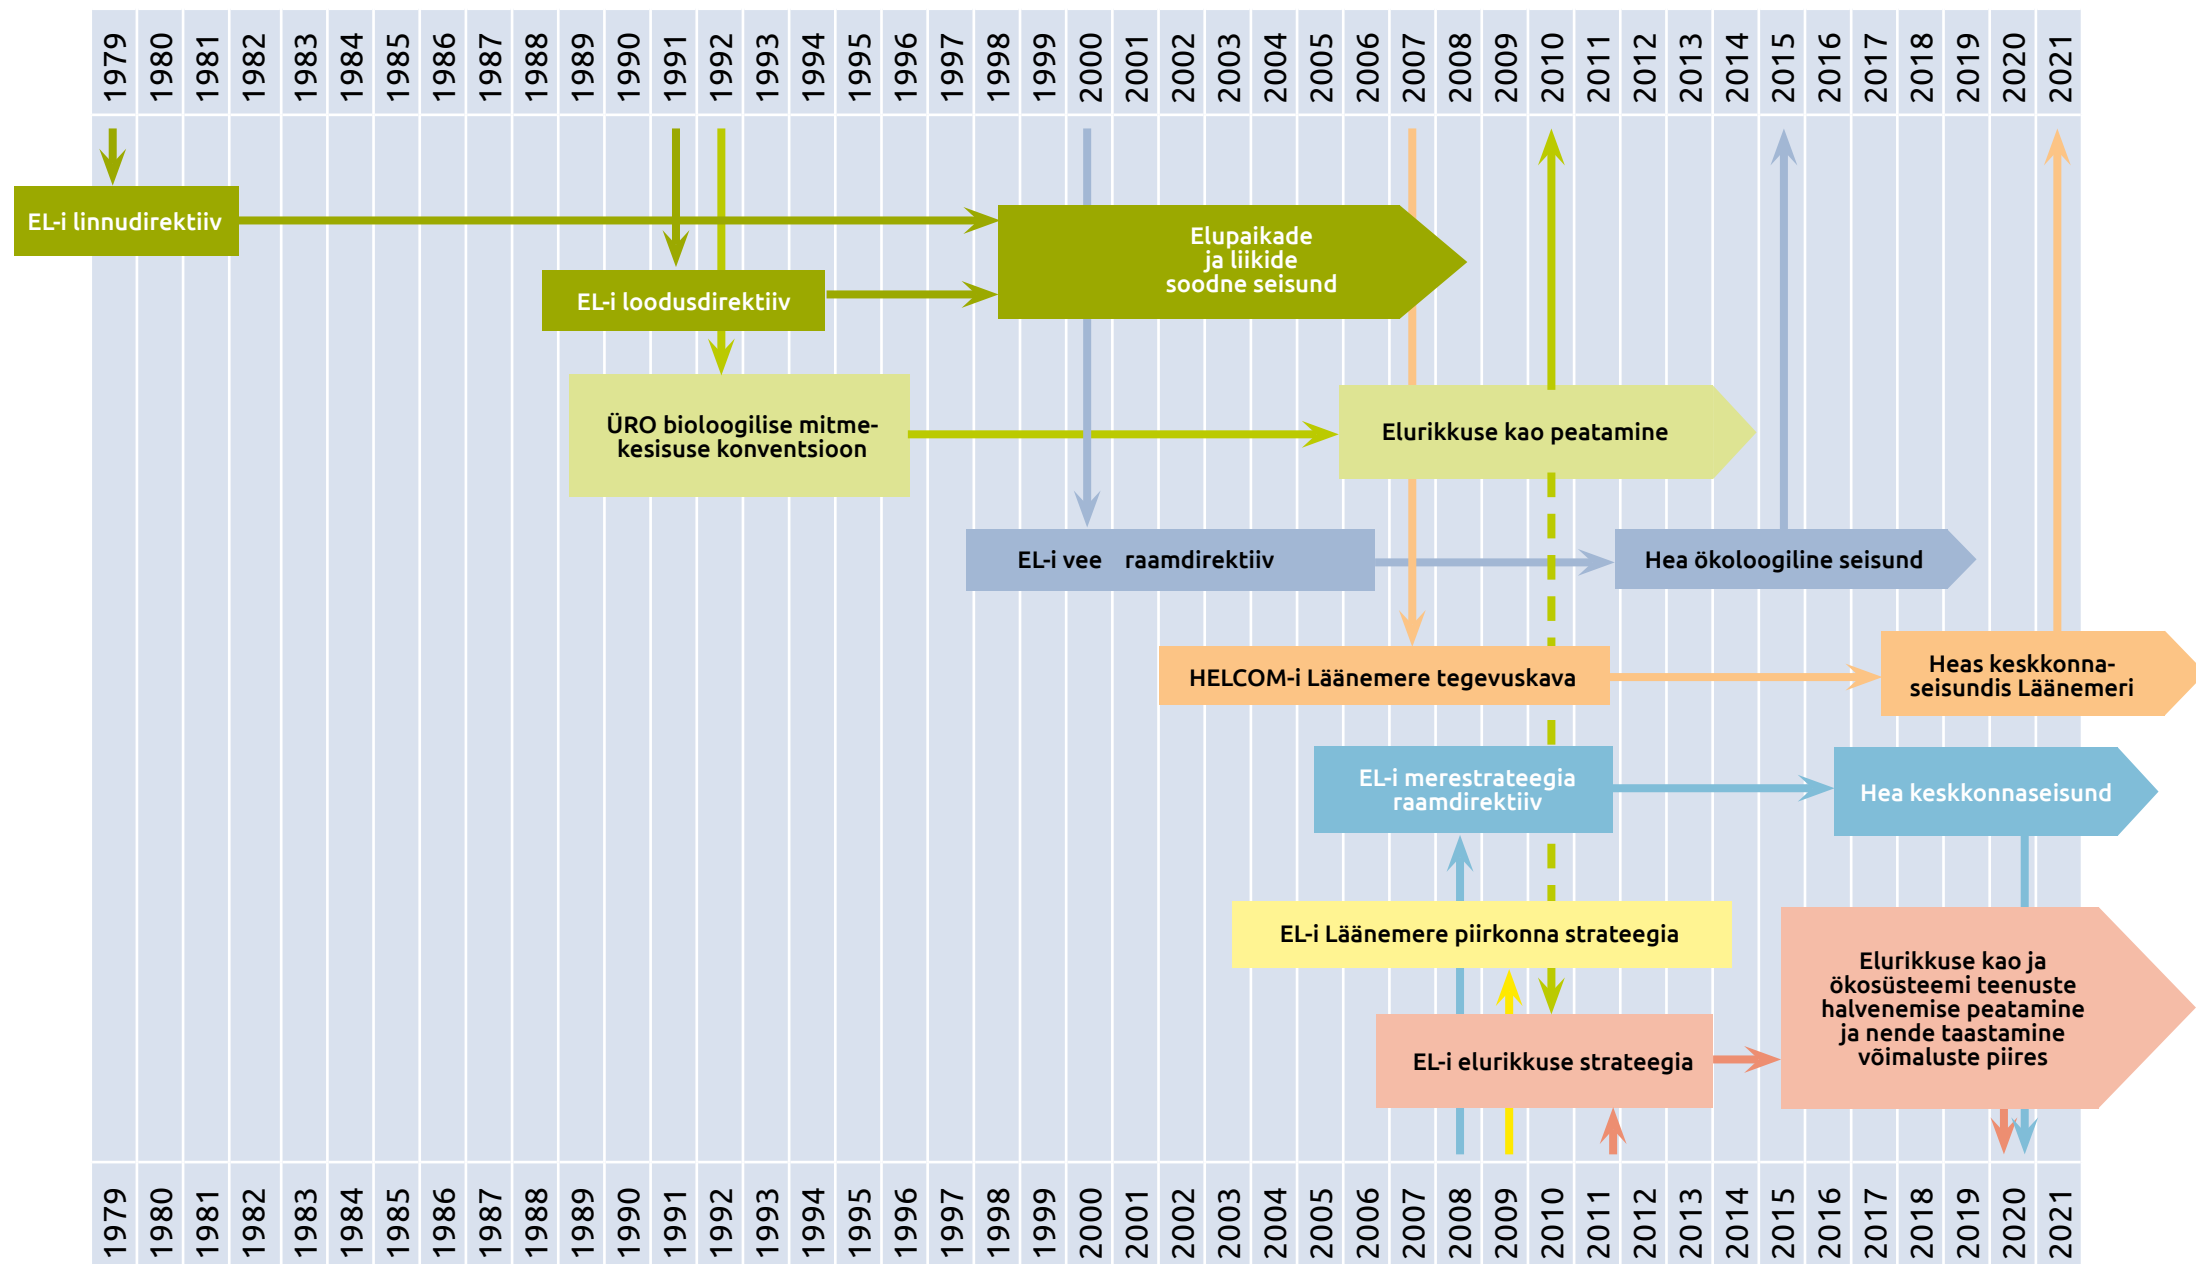 1979 1980 1981 1982 1983 1984 1985 1986 1987 1988 1989 1990 1991 1992 1993 1994 1995 1996 1997 1998 1999 2000 2001 2002 2003 2004 2005 2006 2007 2008 2009 2010 2011 2012 2013 2014 2015 2016 2017 2018 2019 2020 2021
EL-i linnudirektiiv
Elupaikade
ja liikide
soodne seisund
EL-i loodusdirektiiv
ÜRO bioloogilise mitme-
kesisuse konventsioon
Elurikkuse kao peatamine
EL-i vee raamdirektiiv
Hea ökoloogiline seisund
HELCOM-i Läänemere tegevuskava
Heas keskkonna-
seisundis Läänemeri
EL-i merestrateegia
raamdirektiiv
Hea keskkonnaseisund
EL-i Läänemere piirkonna strateegia
Elurikkuse kao ja
ökosüsteemi teenuste
halvenemise peatamine
ja nende taastamine
võimaluste piires
EL-i elurikkuse strateegia
1979 1980 1981 1982 1983 1984 1985 1986 1987 1988 1989 1990 1991 1992 1993 1994 1995 1996 1997 1998 1999 2000 2001 2002 2003 2004 2005 2006 2007 2008 2009 2010 2011 2012 2013 2014 2015 2016 2017 2018 2019 2020 2021